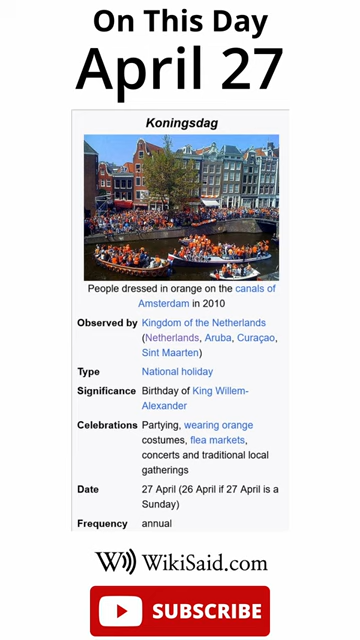 On This Day
April 27
Koningsdag
People dressed in orange on the canals of
Amsterdam in 2010
Observed by Kingdom of the Netherlands
(Netherlands, Aruba, Curaçao,
Sint Maarten)
Type National holiday
Significance Birthday of King Willem-
Alexander
Celebrations Partying, wearing orange
costumes, flea markets,
concerts and traditional local
gatherings
Date 27 April (26 April if 27 April is a
Sunday)
Frequency annual
W WikiSaid.com
SUBSCRIBE